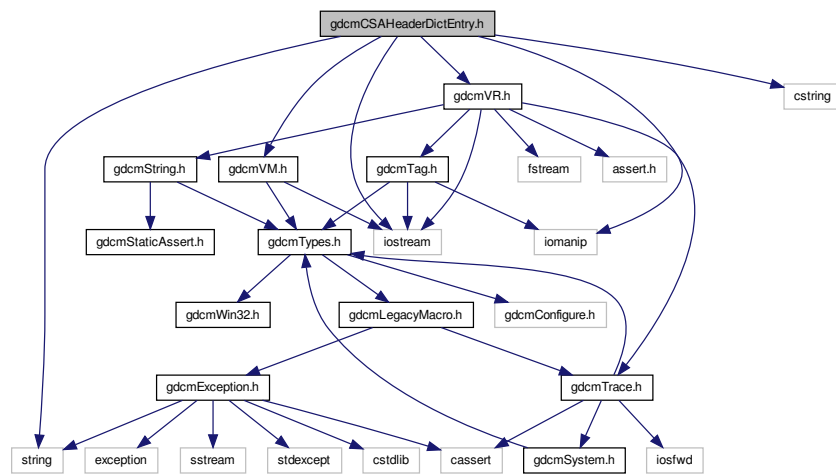 gdcmCSAHeaderDictEntry.h
gdcmVR.h
cstring
gdcmString.h
gdcmVM.h
gdcmTag.h
fstream
assert.h
gdcmStaticAssert.h
gdcmTypes.h
iostream
iomanip
gdcmWin32.h
gdcmLegacyMacro.h
gdcmConfigure.h
gdcmException.h
gdcmTrace.h
string
exception
sstream
stdexcept
cstdlib
cassert
gdcmSystem.h
iosfwd